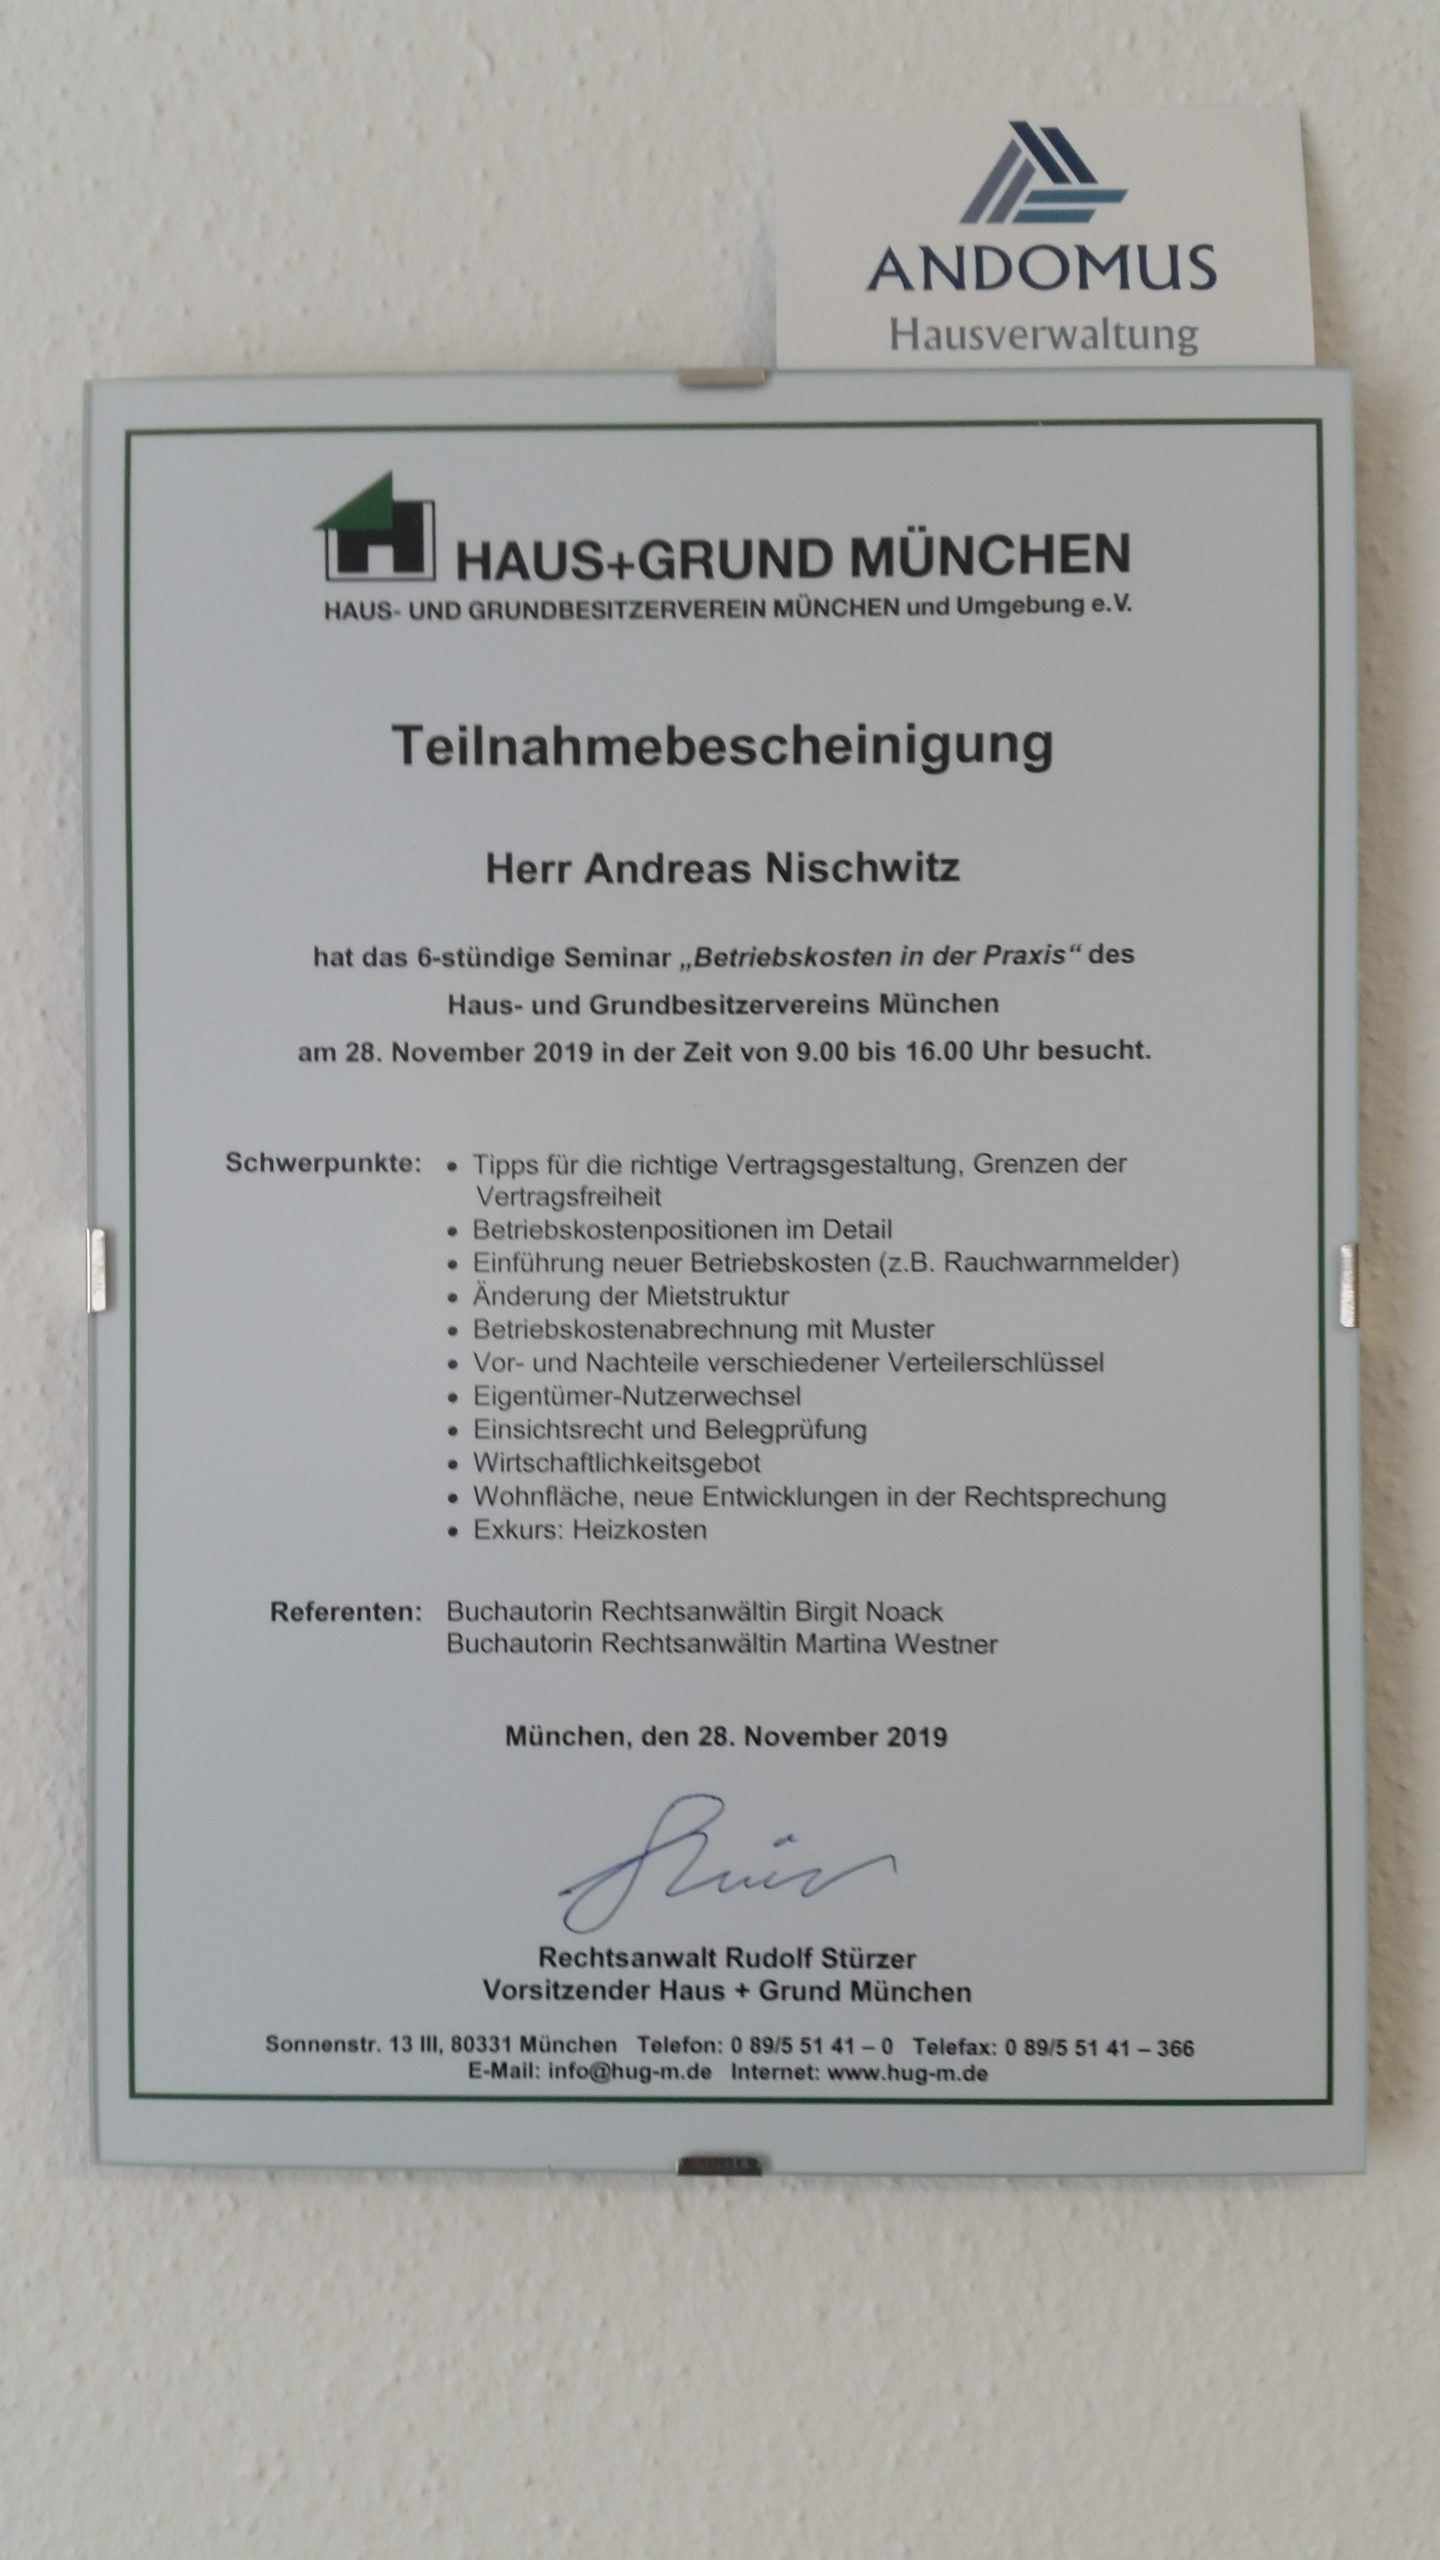 ANDOMUS
Hausverwaltung
HAUS+GRUND MÜNCHEN
HAUS- UND GRUNDBESITZERVEREIN MÜNCHEN und Umgebung e.V.
Teilnahmebescheinigung
Herr Andreas Nischwitz
hat das 6-stündige Seminar „Betriebskosten in der Praxis“ des
Haus- und Grundbesitzervereins München
am 28. November 2019 in der Zeit von 9.00 bis 16.00 Uhr besucht.
Schwerpunkte: • Tipps für die richtige Vertragsgestaltung, Grenzen der
Vertragsfreiheit
• Betriebskostenpositionen im Detail
• Einführung neuer Betriebskosten (z.B. Rauchwarnmelder)
• Änderung der Mietstruktur
• Betriebskostenabrechnung mit Muster
• Vor- und Nachteile verschiedener Verteilerschlüssel
• Eigentümer-Nutzerwechsel
• Einsichtsrecht und Belegprüfung
• Wirtschaftlichkeitsgebot
• Wohnfläche, neue Entwicklungen in der Rechtsprechung
• Exkurs: Heizkosten
Referenten: Buchautorin Rechtsanwältin Birgit Noack
Buchautorin Rechtsanwältin Martina Westner
München, den 28. November 2019
Rechtsanwalt Rudolf Stürzer
Vorsitzender Haus + Grund München
Sonnenstr. 13 III, 80331 München Telefon: 0 89/5 51 41 – 0 Telefax: 0 89/5 51 41 – 366
E-Mail: info@hug-m.de Internet: www.hug-m.de